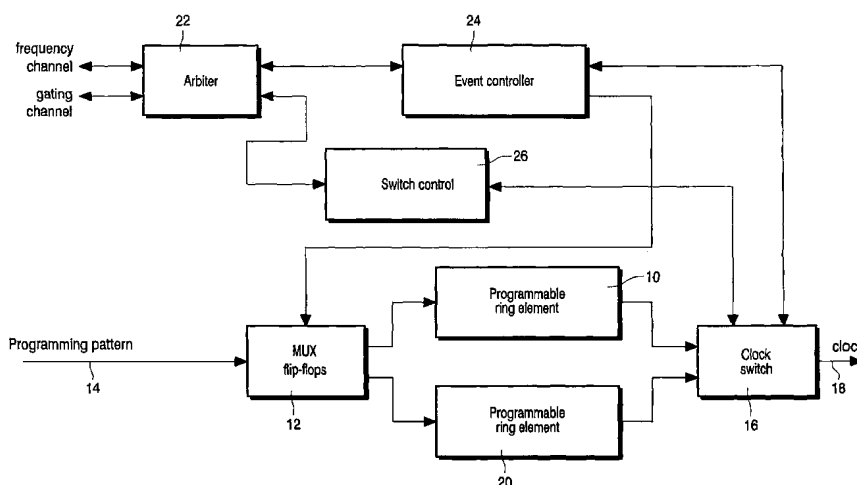 22
24
frequency
channel
Arbiter
Event controller
gating
channel
26
Switch control
10
Programmable
ring element
Programming pattern
14
MUX
flip-flops
12
Clock
switch
16
cloc
18
Programmable
ring element
20